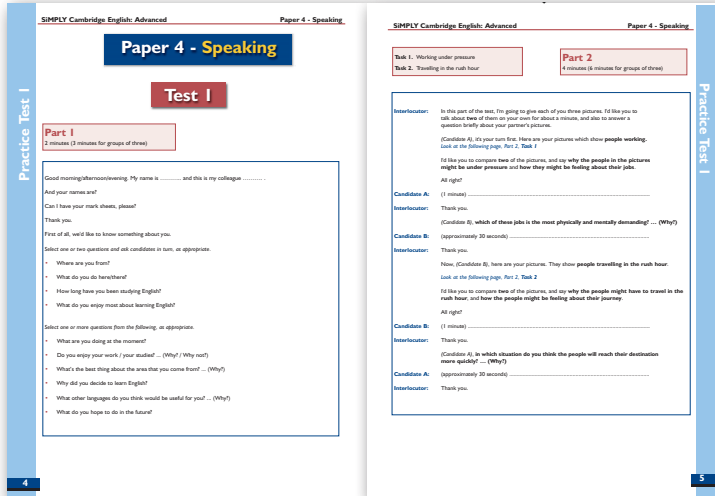 SiMPLY Cambridge English: Advanced Paper 4 - Speaking
Paper 4 - Speaking
Test 1
Practice Test 1
Part 1
2 minutes (3 minutes for groups of three)
Good morning/afternoon/evening. My name is ............ and this is my colleague ........... .
And your names are?
Can I have your mark sheets, please?
Thank you.
First of all, we'd like to know something about you.
Select one or two questions and ask candidates in turn, as appropriate.
• Where are you from?
• What do you do here/there?
• How long have you been studying English?
• What do you enjoy most about learning English?
Select one or more questions from the following, as appropriate.
• What are you doing at the moment?
• Do you enjoy your work / your studies? ... (Why? / Why not?)
• What's the best thing about the area that you come from? ... (Why?)
• Why did you decide to learn English?
• What other languages do you think would be useful for you? ... (Why?)
• What do you hope to do in the future?
4
SiMPLY Cambridge English: Advanced Paper 4 - Speaking
Task 1. Working under pressure
Task 2. Travelling in the rush hour
Part 2
4 minutes (6 minutes for groups of three)
Practice Test 1
Interlocutor: In this part of the test, I'm going to give each of you three pictures. I'd like you to
talk about two of them on your own for about a minute, and also to answer a
question briefly about your partner's pictures.
(Candidate A), it's your turn first. Here are your pictures which show people working.
Look at the following page, Part 2, Task 1
I'd like you to compare two of the pictures, and say why the people in the pictures
might be under pressure and how they might be feeling about their jobs.
All right?
Candidate A: (1 minute) ..........................................................................
Interlocutor: Thank you.
(Candidate B), which of these jobs is the most physically and mentally demanding? ... (Why?)
Candidate B: (approximately 30 seconds) ..........................................................
Interlocutor: Thank you.
Now, (Candidate B), here are your pictures. They show people travelling in the rush hour.
Look at the following page, Part 2, Task 2
I'd like you to compare two of the pictures, and say why the people might have to travel in the
rush hour, and how the people might be feeling about their journey.
All right?
Candidate B: (1 minute) ..........................................................................
Interlocutor: Thank you.
(Candidate A), in which situation do you think the people will reach their destination
more quickly? .... (Why?)
Candidate A: (approximately 30 seconds) ..........................................................
Interlocutor: Thank you.
5